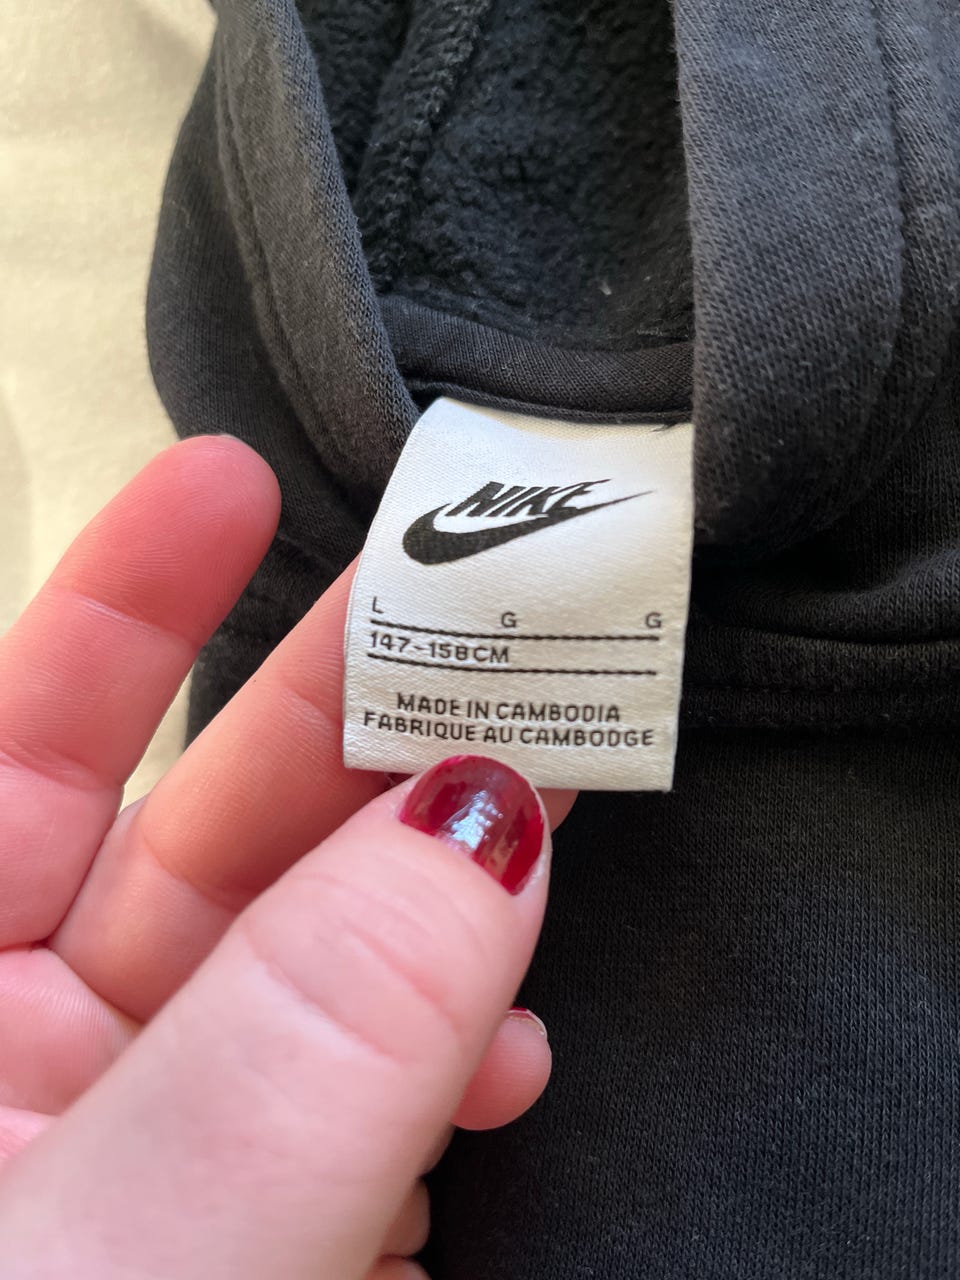 NIKE
L G G
147-158CM
MADE IN CAMBODIA
FABRIQUE AU CAMBODGE